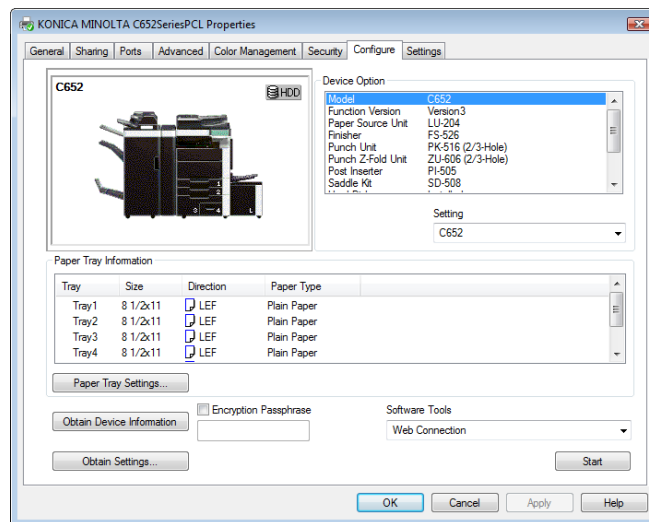 KONICA MINOLTA C652SeriesPCL Properties
General Sharing Ports Advanced Color Management Security Configure Settings
C652
HDD
1
2
3 4 L
Device Option
Model C652
Function Version Version3
Paper Source Unit LU-204
Finisher FS-526
Punch Unit PK-516 (2/3-Hole)
Punch Z-Fold Unit ZU-606 (2/3-Hole)
Post Inserter PI-505
Saddle Kit SD-508
Setting
C652
Paper Tray Information
Tray Size Direction Paper Type
Tray1 8 1/2x11 LEF Plain Paper
Tray2 8 1/2x11 LEF Plain Paper
Tray3 8 1/2x11 LEF Plain Paper
Tray4 8 1/2x11 LEF Plain Paper
Paper Tray Settings...
Obtain Device Information
Encryption Passphrase
Software Tools
Web Connection
Obtain Settings...
Start
OK Cancel Apply Help